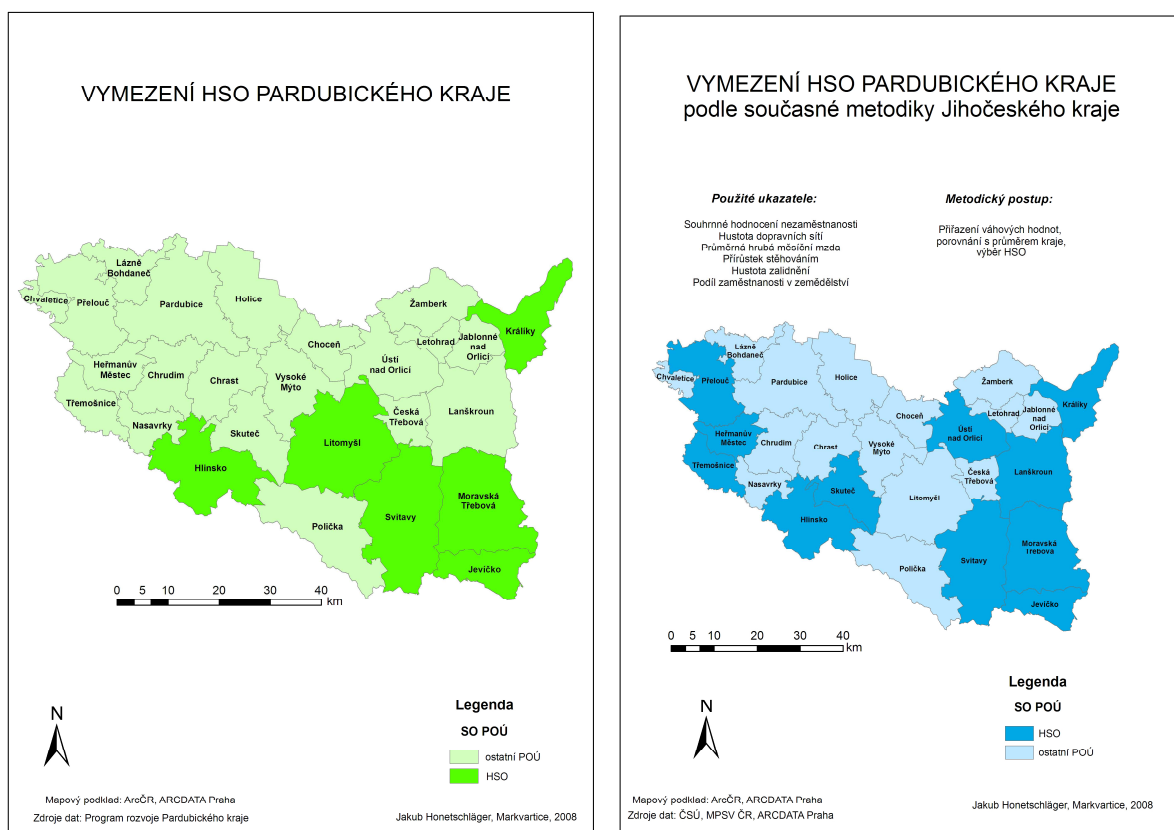 VYMEZENÍ HSO PARDUBICKÉHO KRAJE
Lázně
Bohdaneč
Chvaletice
Přelouč
Pardubice
Holice
Žamberk
Králíky
Choceň
Letohrad
Jablonné
nad
Orlicí
Ústí
nad Orlicí
Heřmanův
Městec
Chrudim
Chrast
Vysoké
Mýto
Třemošnice
Nasavrky
Skuteč
Litomyšl
Česká
Třebová
Lanškroun
Hlinsko
Moravská
Třebová
Svitavy
Polička
Jevíčko
0 5 10 20 30 40
km
N
Legenda
SO POÚ
ostatní POÚ
HSO
Mapový podklad: ArcČR, ARCDATA Praha
Zdroje dat: Program rozvoje Pardubického kraje
Jakub Honetschläger, Markvartice, 2008
VYMEZENÍ HSO PARDUBICKÉHO KRAJE
podle současné metodiky Jihočeského kraje
Použité ukazatele:
Souhrnné hodnocení nezaměstnanosti
Hustota dopravních sítí
Průměrná hrubá měsíční mzda
Přírůstek stěhováním
Hustota zalidnění
Podíl zaměstnanosti v zemědělství
Metodický postup:
Přiřazení váhových hodnot,
porovnání s průměrem kraje,
výběr HSO
Lázně
Bohdaneč
Chvaletice
Přelouč
Pardubice
Holice
Žamberk
Králíky
Choceň
Letohrad
Jablonné
nad
Orlicí
Ústí
nad Orlicí
Heřmanův
Městec
Chrudim
Chrast
Vysoké
Mýto
Třemošnice
Nasavrky
Skuteč
Litomyšl
Česká
Třebová
Lanškroun
Hlinsko
Moravská
Třebová
Svitavy
Polička
Jevíčko
0 5 10 20 30 40
km
N
Legenda
SO POÚ
HSO
ostatní POÚ
Mapový podklad: ArcČR, ARCDATA Praha
Zdroje dat: ČSÚ, MPSV ČR, ARCDATA Praha
Jakub Honetschläger, Markvartice, 2008